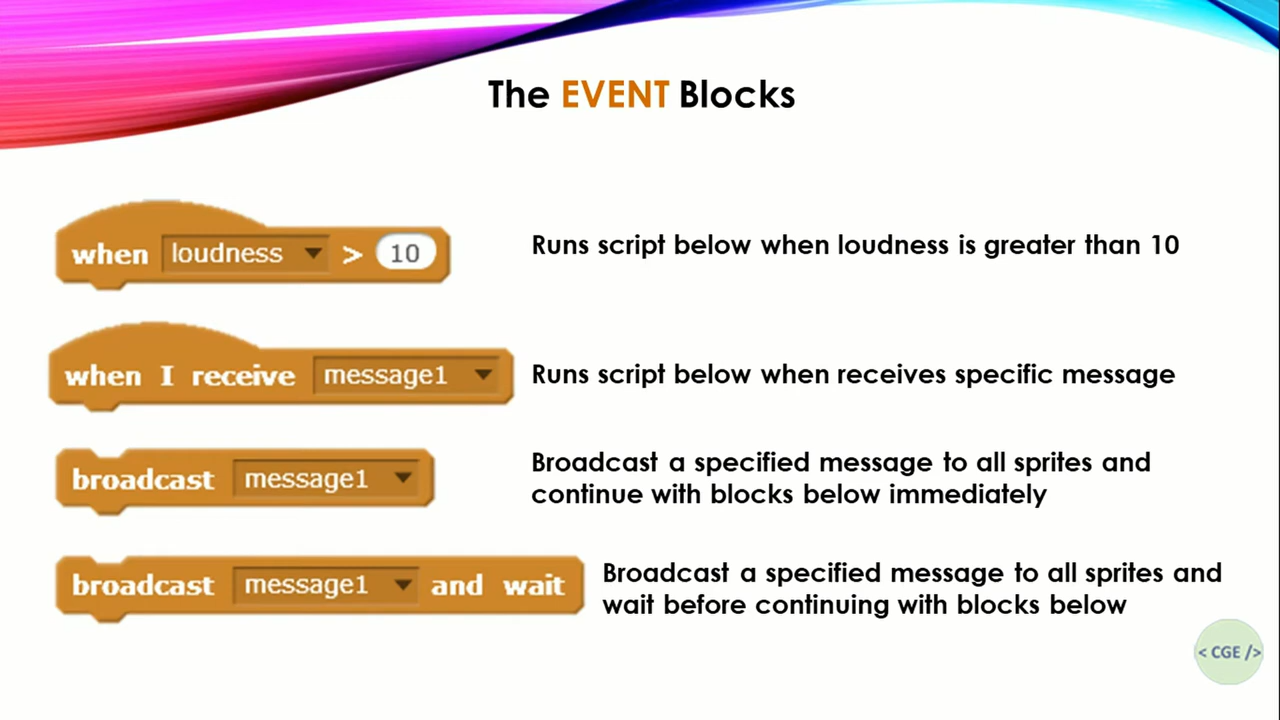 The EVENT Blocks
when loudness > 10
Runs script below when loudness is greater than 10
when I receive message1
Runs script below when receives specific message
broadcast message1
Broadcast a specified message to all sprites and
continue with blocks below immediately
broadcast message1 and wait
Broadcast a specified message to all sprites and
wait before continuing with blocks below
< CGE />